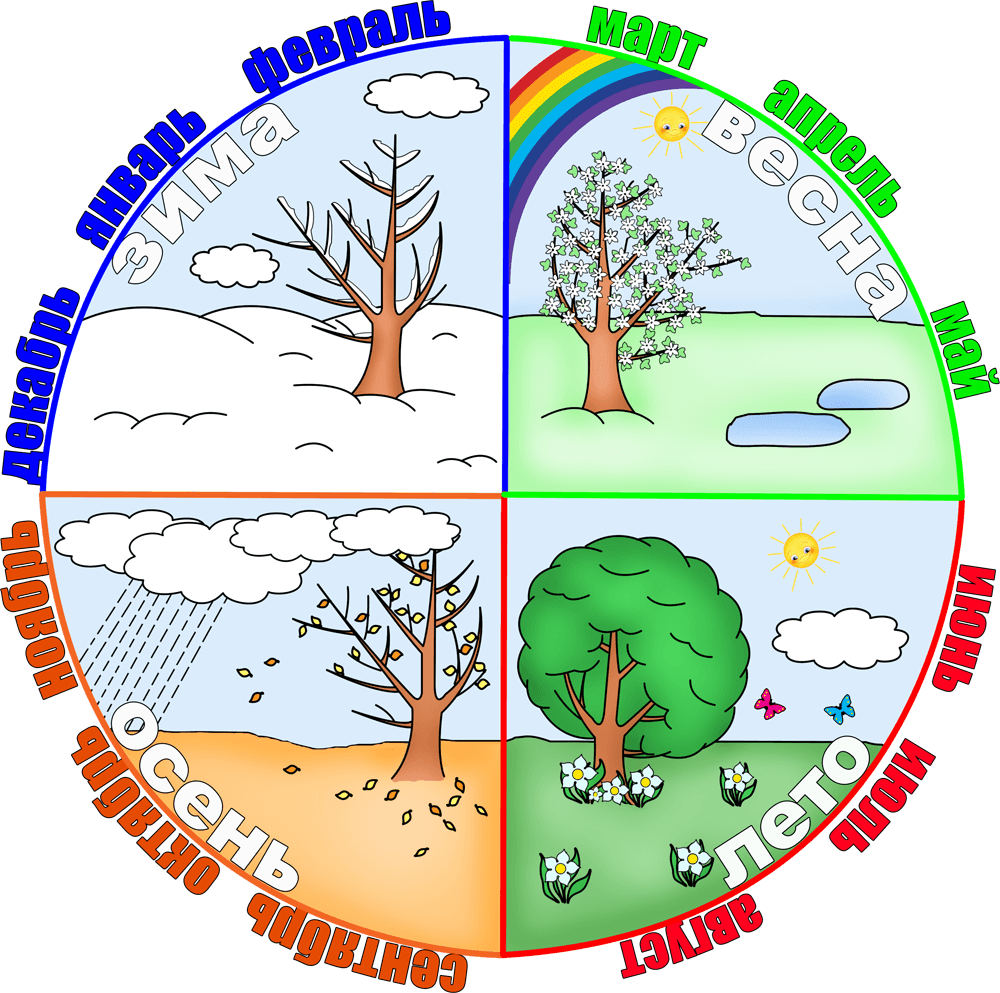 зима
декабрь
январь
февраль
весна
март
апрель
май
лето
июнь
июль
август
осень
сентябрь
октябрь
ноябрь